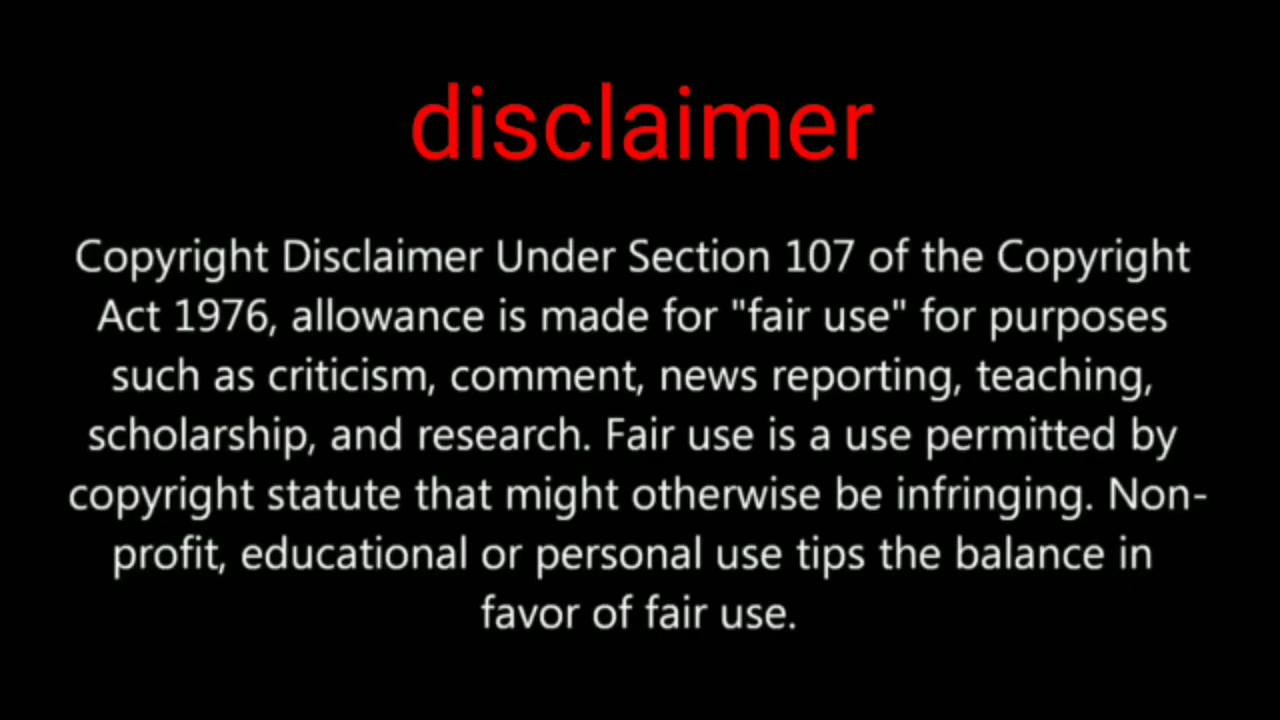 disclaimer
Copyright Disclaimer Under Section 107 of the Copyright
Act 1976, allowance is made for "fair use" for purposes
such as criticism, comment, news reporting, teaching,
scholarship, and research. Fair use is a use permitted by
copyright statute that might otherwise be infringing. Non-
profit, educational or personal use tips the balance in
favor of fair use.